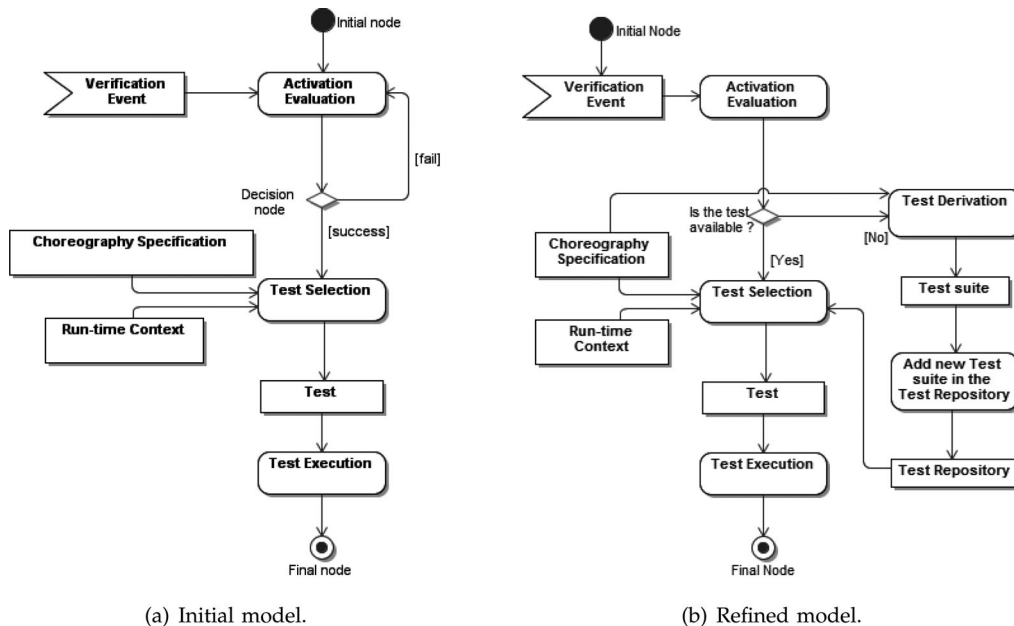 Initial node
Verification
Event
Activation
Evaluation
[fail]
Decision
node
[success]
Choreography Specification
Test Selection
Run-time Context
Test
Test Execution
Final node
(a) Initial model.
Initial Node
Verification
Event
Activation
Evaluation
Is the test
available ?
Test Derivation
[No]
Choreography
Specification
[Yes]
Test suite
Test Selection
Run-time
Context
Add new Test
suite in the
Test Repository
Test
Test Execution
Test Repository
Final Node
(b) Refined model.